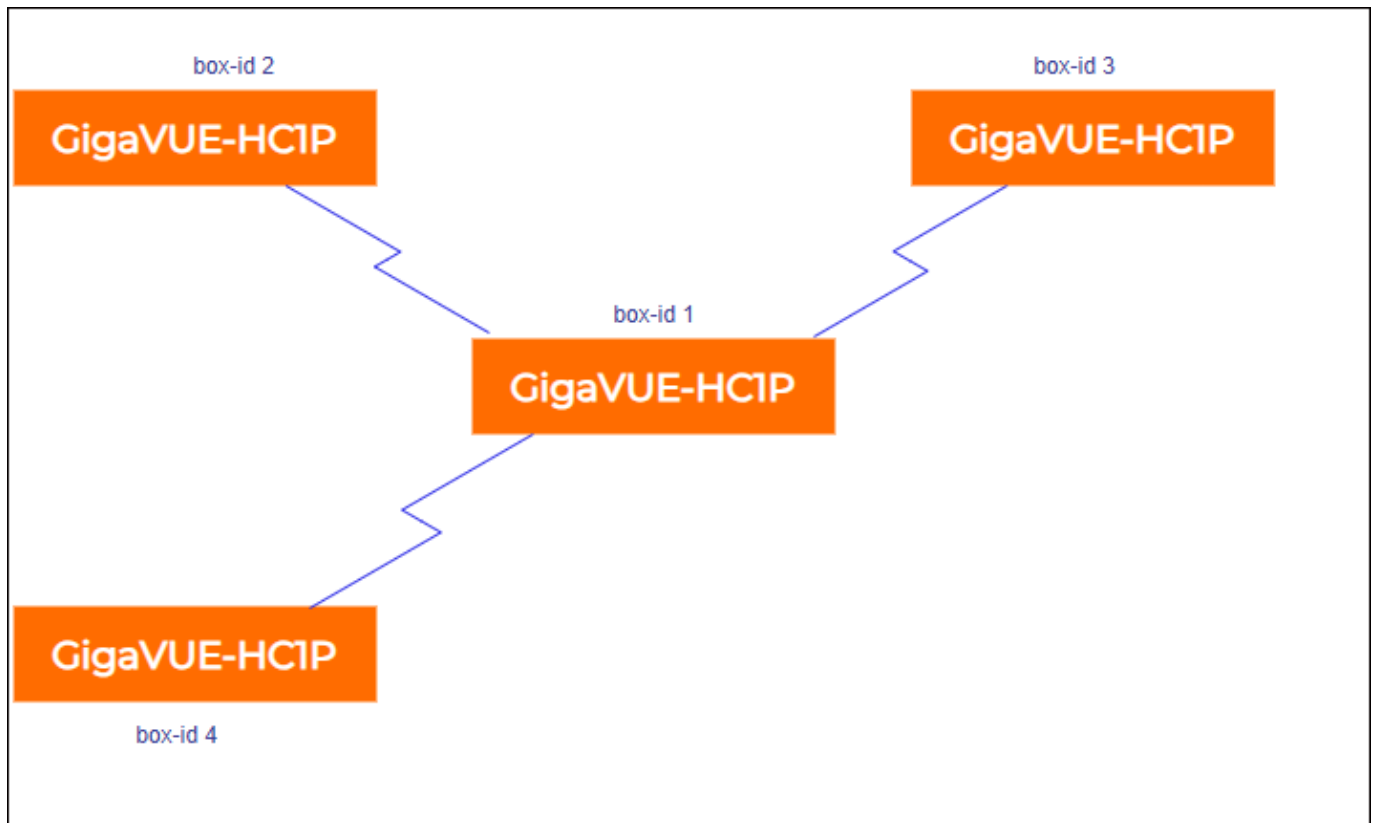 box-id 2
box-id 3
GigaVUE-HC1P
GigaVUE-HC1P
box-id 1
GigaVUE-HC1P
GigaVUE-HC1P
box-id 4